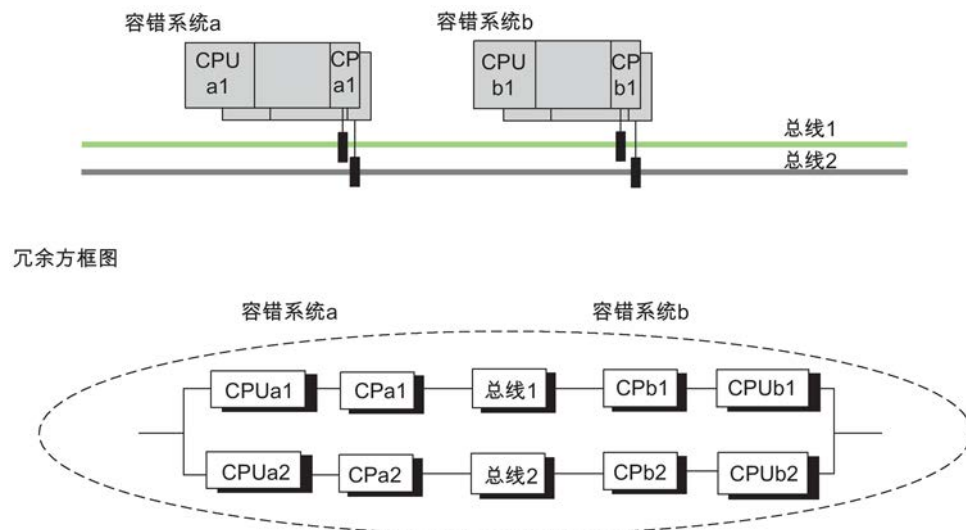 容错系统a
容错系统b
CPU
a1
CP
a1
CPU
b1
CP
b1
总线1
总线2
冗余方框图
容错系统a
容错系统b
CPUa1
CPa1
总线1
CPb1
CPUb1
CPUa2
CPa2
总线2
CPb2
CPUb2